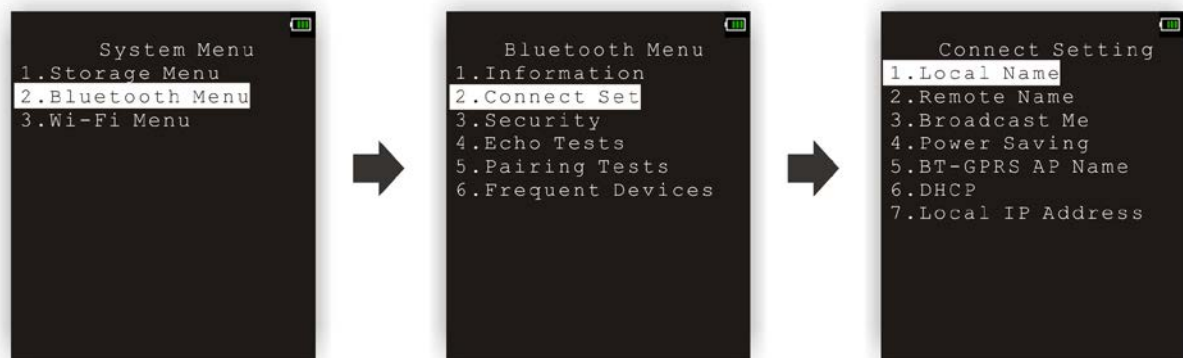 System Menu
1.Storage Menu
2.Bluetooth Menu
3.Wi-Fi Menu
Bluetooth Menu
1.Information
2.Connect Set
3.Security
4.Echo Tests
5.Pairing Tests
6.Frequent Devices
Connect Setting
1.Local Name
2.Remote Name
3.Broadcast Me
4.Power Saving
5.BT-GPRS AP Name
6.DHCP
7.Local IP Address